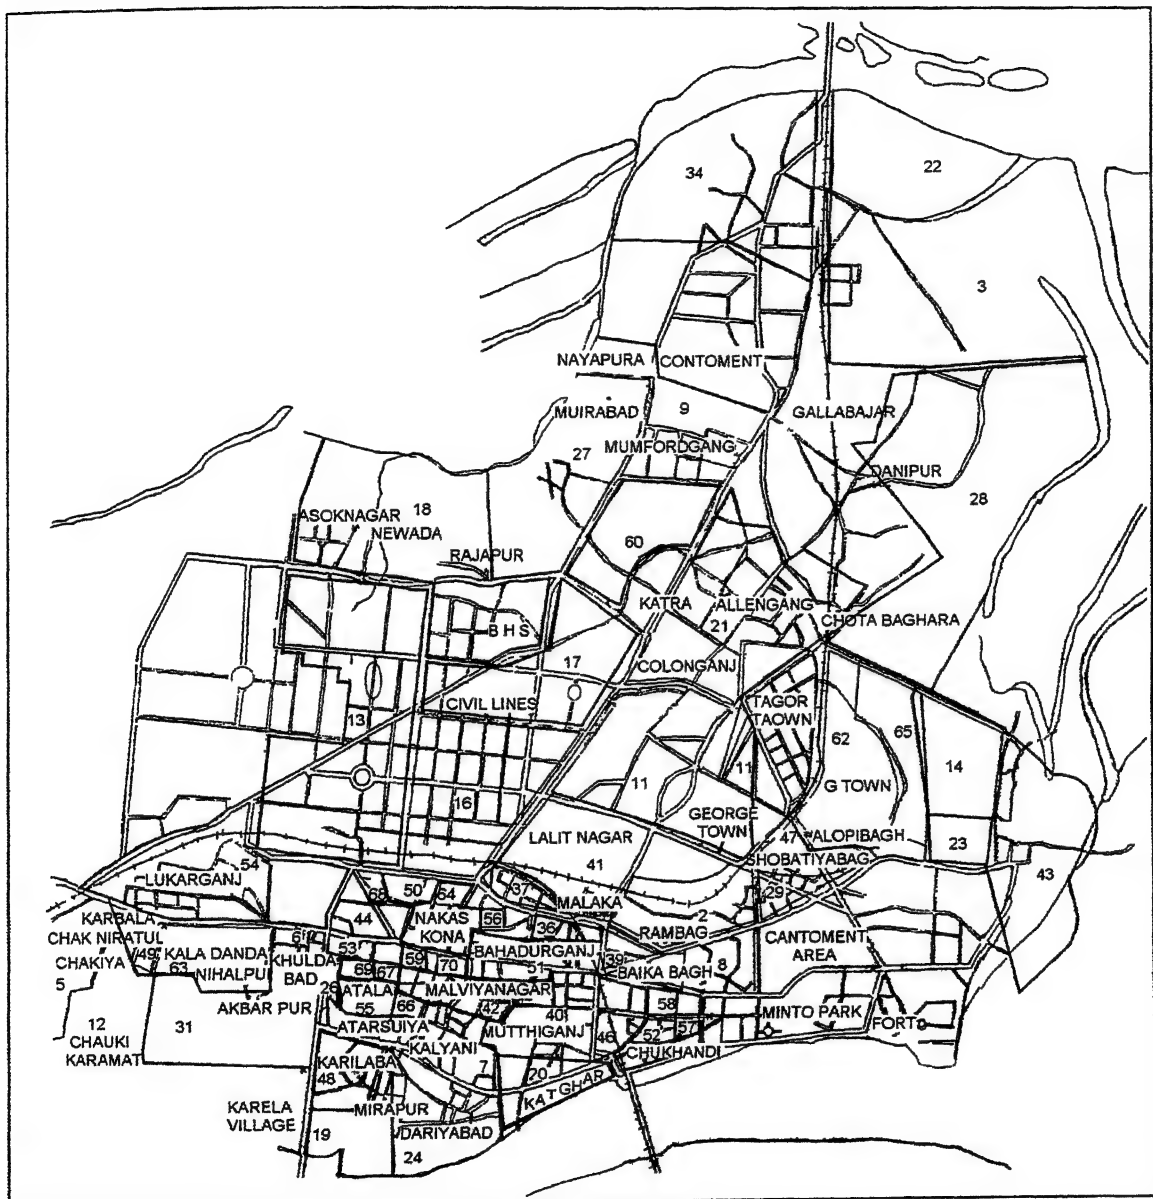 34
22
3
NAYAPURA
CONTOMENT
MUIRABAD
9
GALLABAJAR
MUMFORDGANG
27
DANIPUR
28
18
ASOKNAGAR
NEWADA
60
RAJAPUR
KATRA
ALLENGANG
21
CHOTA BAGHARA
B H S
17
COLONGANJ
CIVIL LINES
13
TAGOR
TAOWN
62
65
14
11
11
G TOWN
16
GEORGE
TOWN
LALIT NAGAR
47
ALOPIBAGH
23
SHOBATIYABAG
41
43
54
LUKARGANJ
68
50
64
37
MALAKA
29
2
KARBALA
44
NAKAS
KONA
56
36
RAMBAG
CHAK NIRATUL
CANTOMENT
AREA
49
KALA DANDA
6
53
BAHADURGANJ
39
CHAKIYA
63
NIHALPUI
KHULDA
BAD
59
70
51
BAIKA BAGH
8
69
67
5
26
ATALA
MALVIYANAGAR
AKBAR PUR
55
66
42
40
58
MINTO PARK
12
31
ATARSUIYA
MUTTHIGANJ
46
52
57
FORT
CHAUKI
KARAMAT
KALYANI
CHUKHANDI
KARILABA
7
20
48
KATGHAR
KARELA
VILLAGE
MIRAPUR
19
DARIYABAD
24